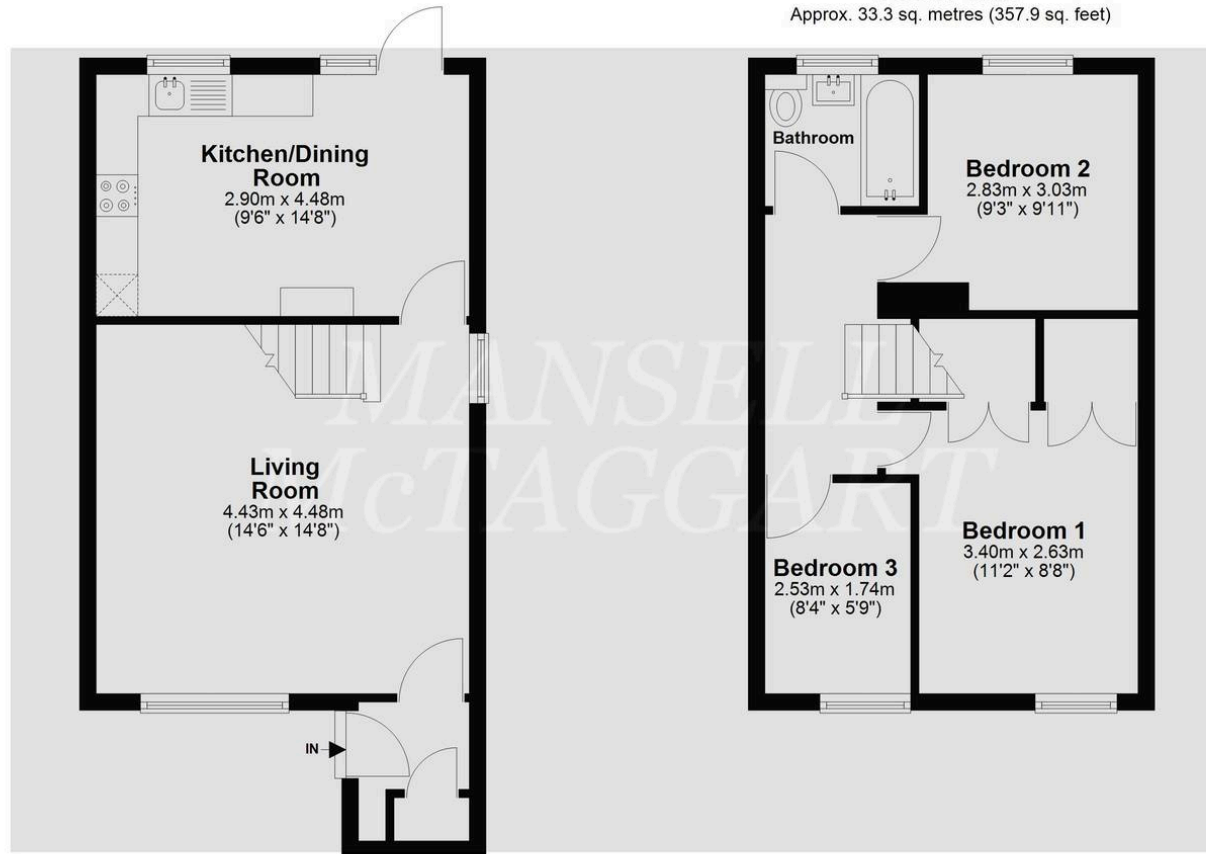 Approx. 33.3 sq. metres (357.9 sq. feet)
Kitchen/Dining
Room
2.90m x 4.48m
(9'6" x 14'8")
Living
Room
4.43m x 4.48m
(14'6" x 14'8")
IN
Bathroom
Bedroom 2
2.83m x 3.03m
(9'3" x 9'11")
Bedroom 1
3.40m x 2.63m
(11'2" x 8'8")
Bedroom 3
2.53m x 1.74m
(8'4" x 5'9")
MANSELL
McTAGGART